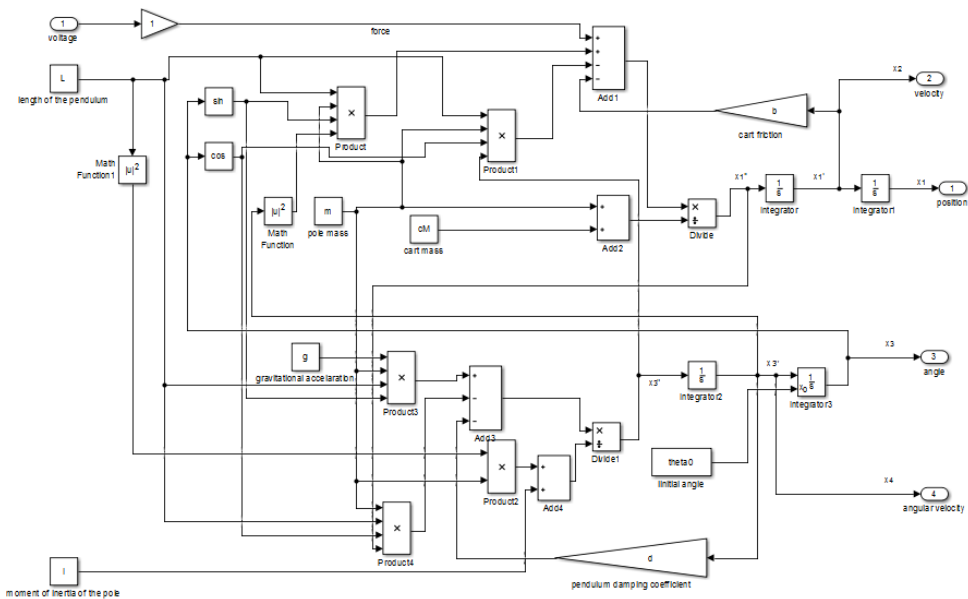 1
voltage
1
force
L
length of the pendulum
sin
cos
Math
Function1
|u|2
|u|2
Math
Function
m
pole mass
cM
cart mass
×
Product
×
Product1
+
+
−
−
Add1
b
cart friction
x2
2
velocity
+
+
Add2
×
÷
Divide
x1''
1
s
Integrator
x1'
1
s
Integrator1
x1
1
position
g
gravitational accelaration
×
Product3
+
−
−
Add3
×
Product2
+
+
Add4
×
÷
Divide1
x3''
1
s
Integrator2
x3'
xo
1
s
Integrator3
x3
3
angle
theta0
Iinitial angle
x4
4
angular velocity
×
Product4
d
pendulum damping coefficient
I
moment of inertia of the pole